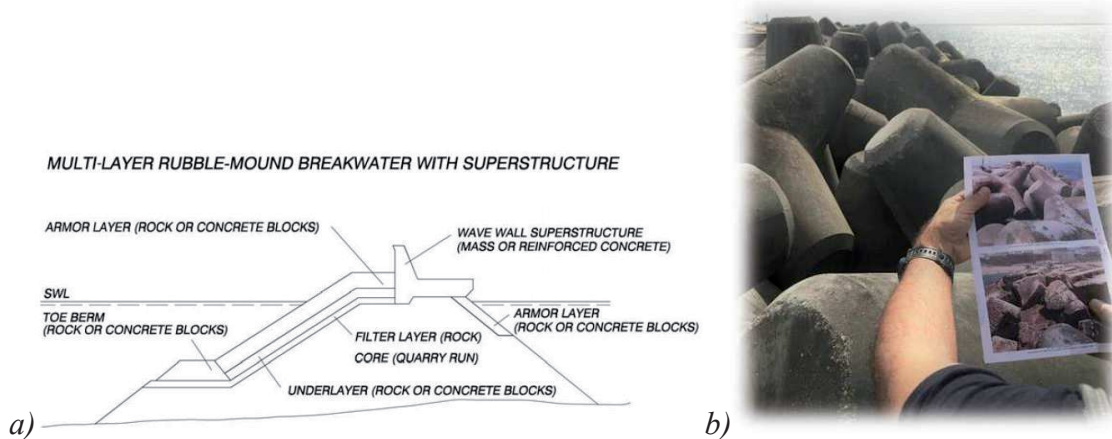 MULTI-LAYER RUBBLE-MOUND BREAKWATER WITH SUPERSTRUCTURE
ARMOR LAYER (ROCK OR CONCRETE BLOCKS)
WAVE WALL SUPERSTRUCTURE
(MASS OR REINFORCED CONCRETE)
SWL
TOE BERM
(ROCK OR CONCRETE BLOCKS)
ARMOR LAYER
(ROCK OR CONCRETE BLOCKS)
FILTER LAYER (ROCK)
CORE (QUARRY RUN)
UNDERLAYER (ROCK OR CONCRETE BLOCKS)
a)
b)